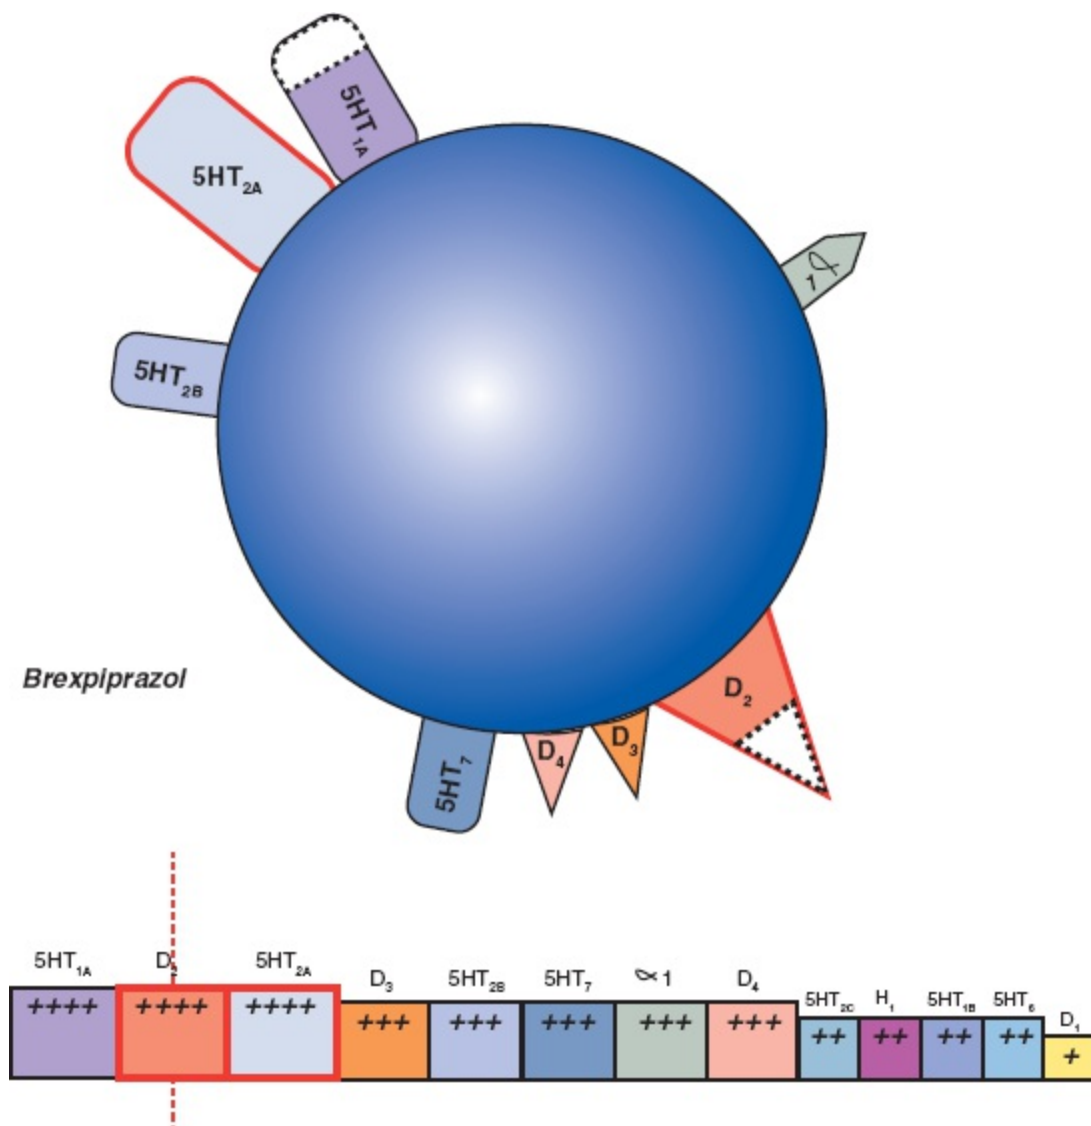 5HT1A
5HT2A
α1
5HT2B
D2
Brexpiprazol
5HT7
D4
D3
5HT1A D2 5HT2A D3 5HT2B 5HT7 α1 D4 5HT2C H1 5HT1B 5HT6 D1
++++ ++++ ++++ +++ +++ +++ +++ +++ ++ ++ ++ ++ +